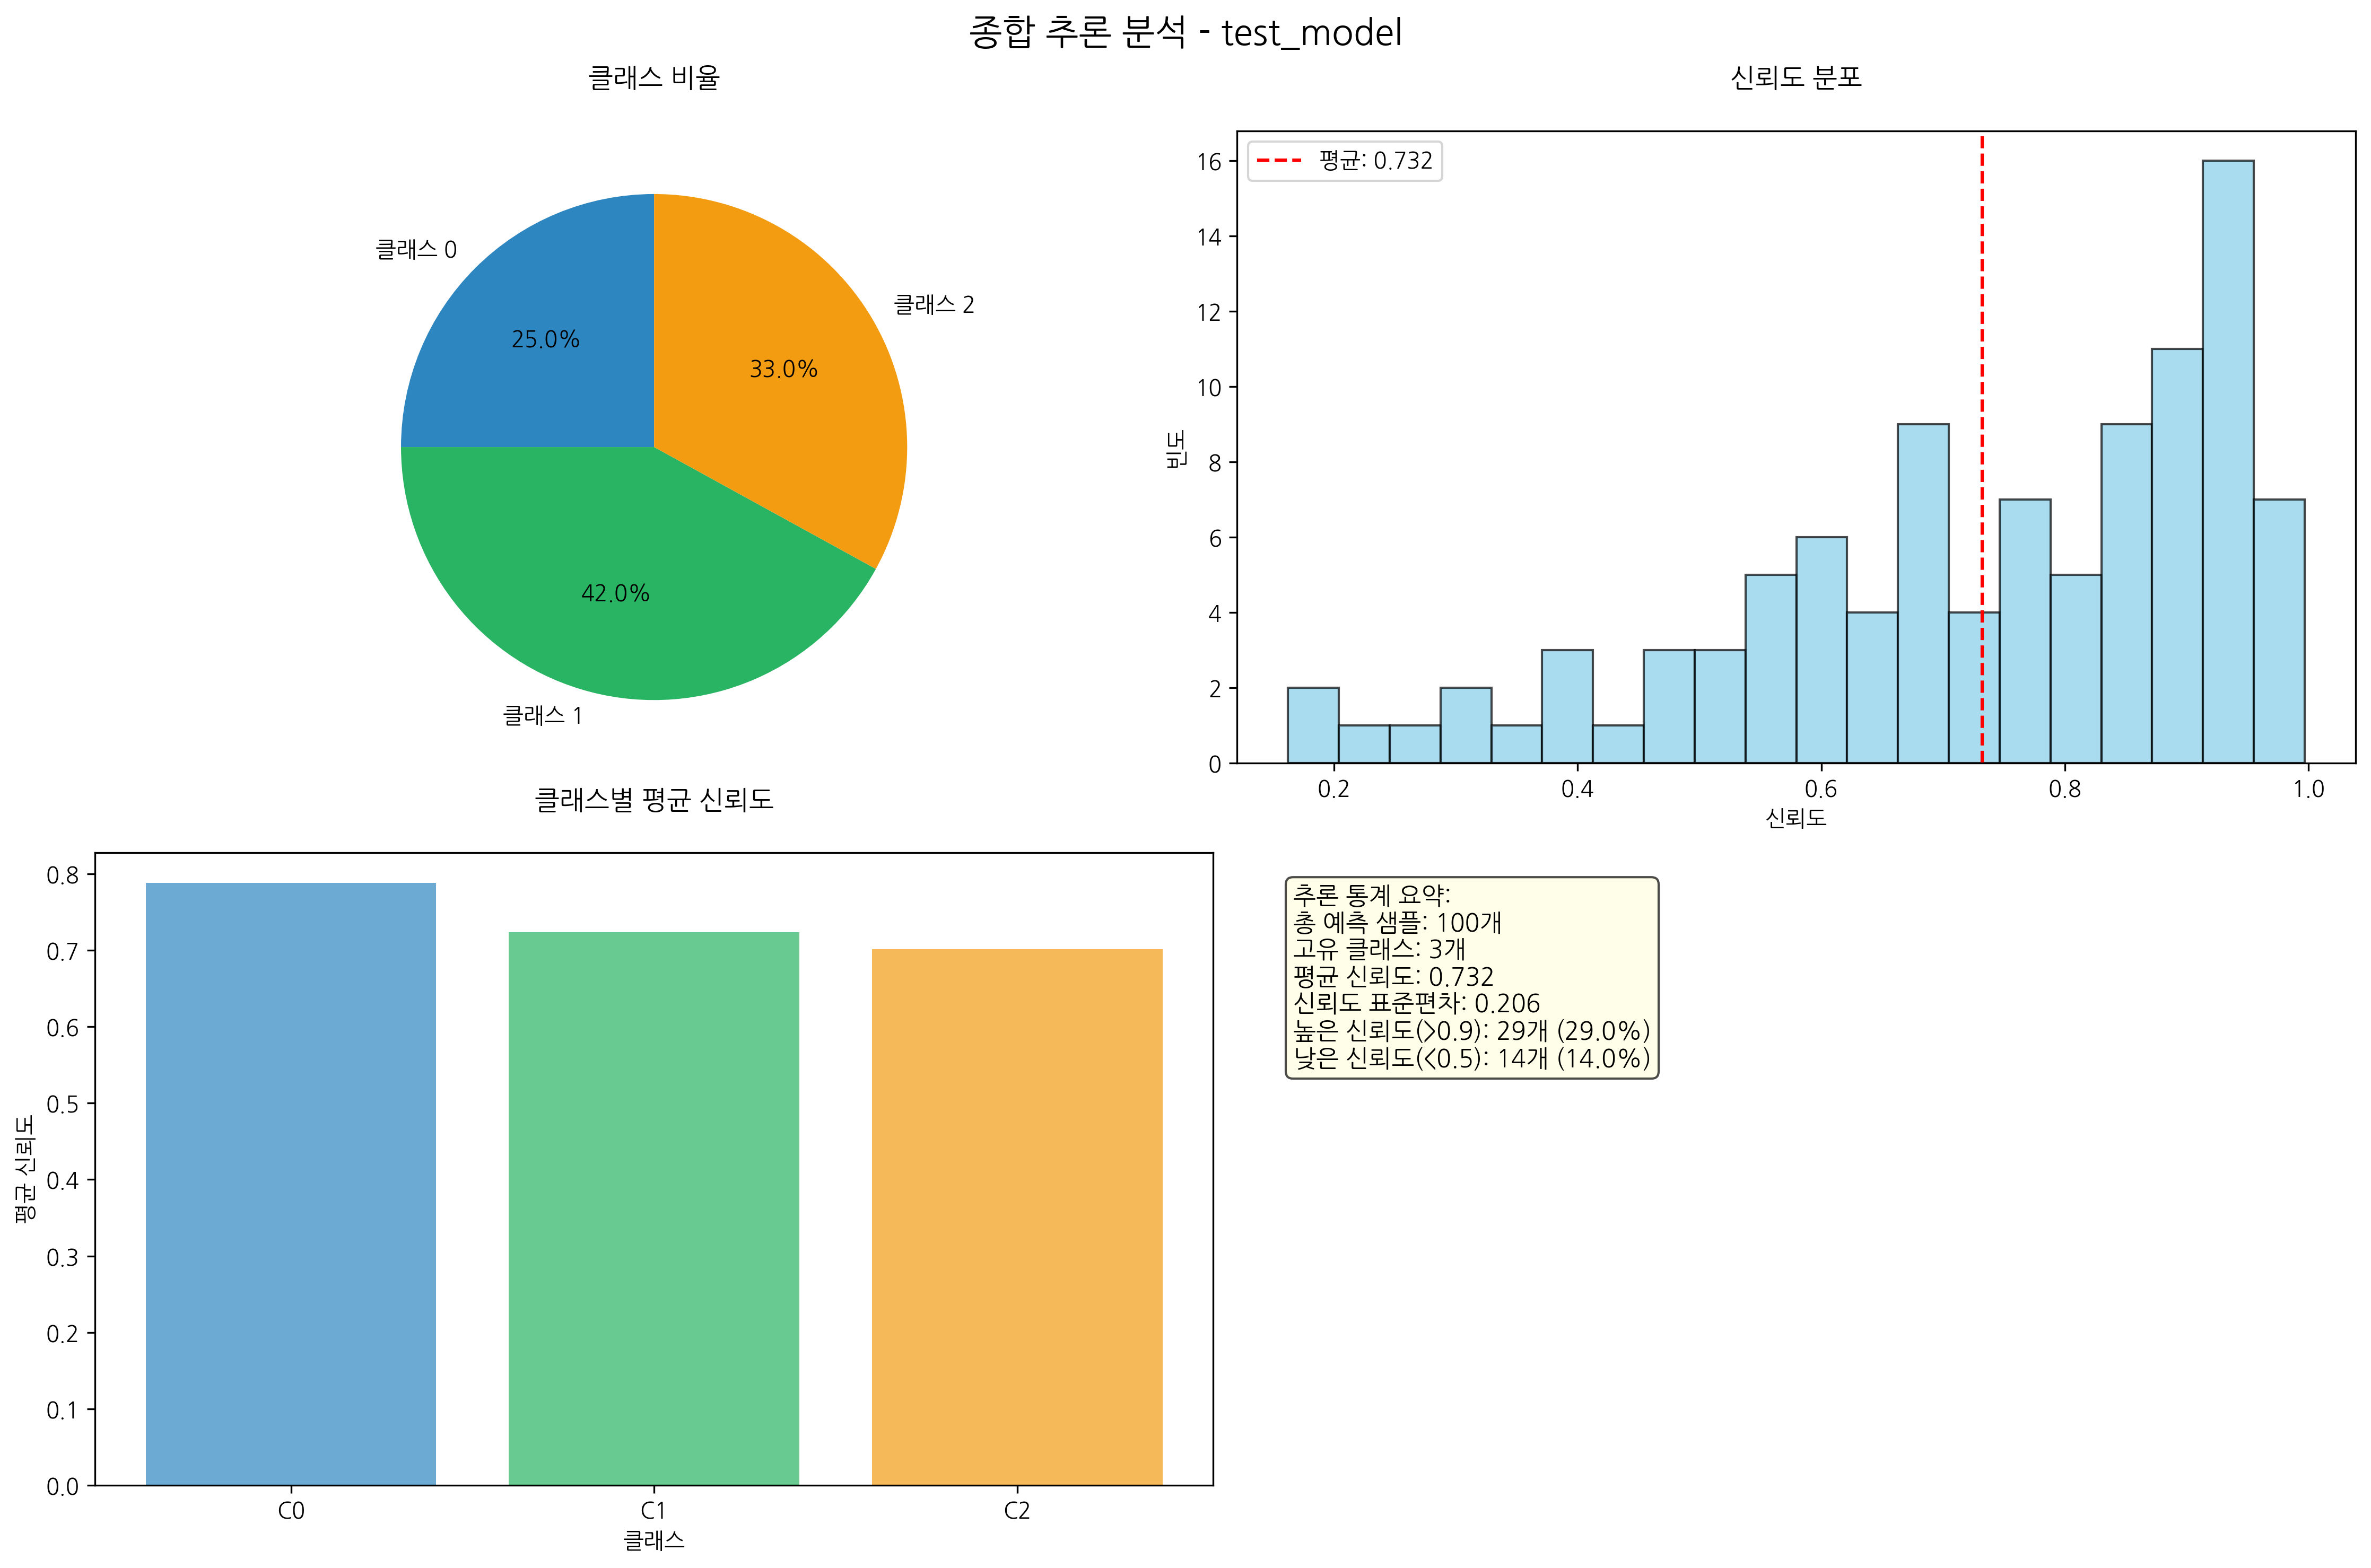 종합 추론 분석 - test_model
클래스 비율
클래스 0
25.0%
클래스 2
33.0%
42.0%
클래스 1
신뢰도 분포
평균: 0.732
빈도
16
14
12
10
8
6
4
2
0
0.2
0.4
0.6
0.8
1.0
신뢰도
클래스별 평균 신뢰도
평균 신뢰도
0.8
0.7
0.6
0.5
0.4
0.3
0.2
0.1
0.0
C0
C1
C2
클래스
추론 통계 요약:
총 예측 샘플: 100개
고유 클래스: 3개
평균 신뢰도: 0.732
신뢰도 표준편차: 0.206
높은 신뢰도(>0.9): 29개 (29.0%)
낮은 신뢰도(<0.5): 14개 (14.0%)